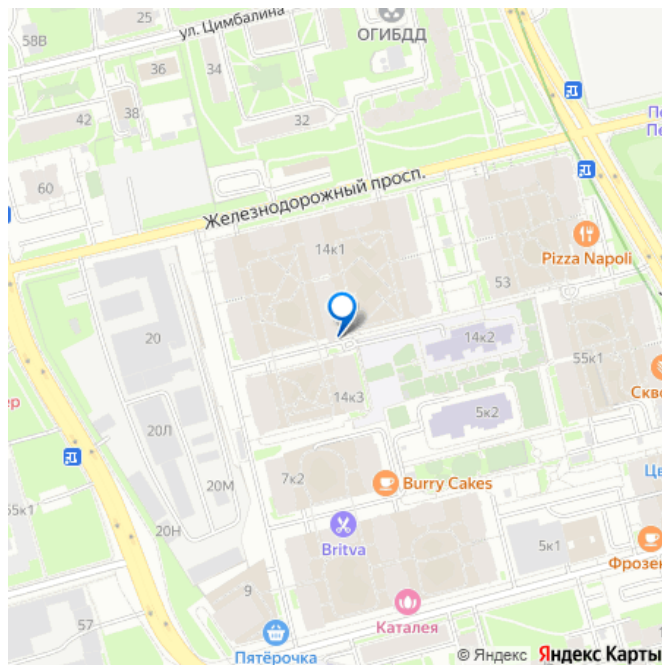 ул. Цимбалина
58В
25
ОГИБДД
36
34
42
38
32
60
Железнодорожный просп.
14к1
Pizza Napoli
53
20
14к2
55к1
14к3
5к2
20Л
7к2
20М
Burry Cakes
20Н
Britva
5к1
9
57
Каталея
Пятёрочка
© Яндекс Яндекс Карты